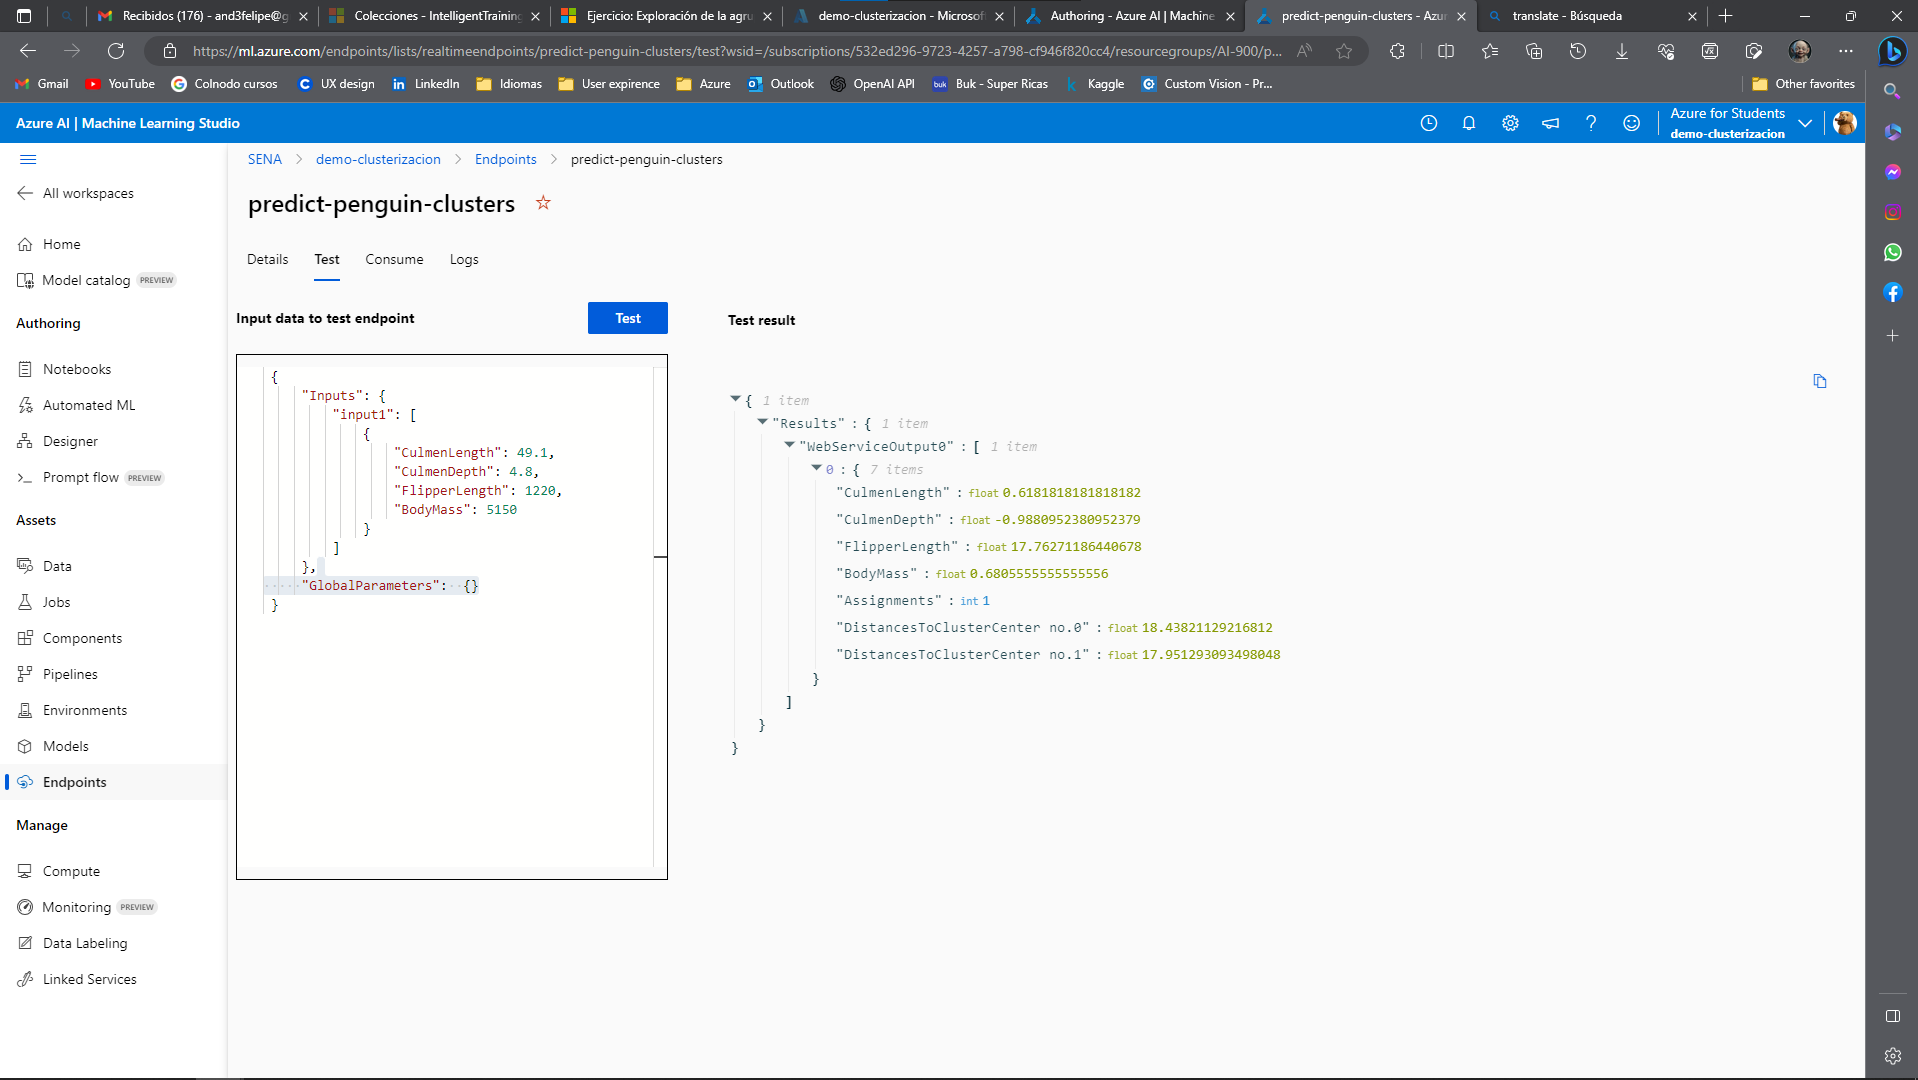 Recibidos (176) - and3felipe@g
Colecciones - IntelligentTraining
Ejercicio: Exploración de la agru
demo-clusterizacion - Microsof
Authoring - Azure AI | Machine
predict-penguin-clusters - Azur
translate - Búsqueda
https://ml.azure.com/endpoints/lists/realtimeendpoints/predict-penguin-clusters/test?wsid=/subscriptions/532ed296-9723-4257-a798-cf946f820cc4/resourcegroups/AI-900/p...
Gmail
YouTube
Colnodo cursos
UX design
LinkedIn
Idiomas
User expirence
Azure
Outlook
OpenAI API
Buk - Super Ricas
Kaggle
Custom Vision - Pr...
Other favorites
Azure AI | Machine Learning Studio
Azure for Students
demo-clusterizacion
All workspaces
Home
Model catalog PREVIEW
Authoring
Notebooks
Automated ML
Designer
Prompt flow PREVIEW
Assets
Data
Jobs
Components
Pipelines
Environments
Models
Endpoints
Manage
Compute
Monitoring PREVIEW
Data Labeling
Linked Services
SENA > demo-clusterizacion > Endpoints > predict-penguin-clusters
predict-penguin-clusters
Details Test Consume Logs
Input data to test endpoint
Test
{
"Inputs": {
"input1": [
{
"CulmenLength": 49.1,
"CulmenDepth": 4.8,
"FlipperLength": 1220,
"BodyMass": 5150
}
]
},
"GlobalParameters": {}
}
Test result
{ 1 item
"Results" : { 1 item
"WebServiceOutput0" : [ 1 item
0 : { 7 items
"CulmenLength" : float 0.6181818181818182
"CulmenDepth" : float -0.9880952380952379
"FlipperLength" : float 17.76271186440678
"BodyMass" : float 0.6805555555555556
"Assignments" : int 1
"DistancesToClusterCenter no.0" : float 18.43821129216812
"DistancesToClusterCenter no.1" : float 17.951293093498048
}
]
}
}